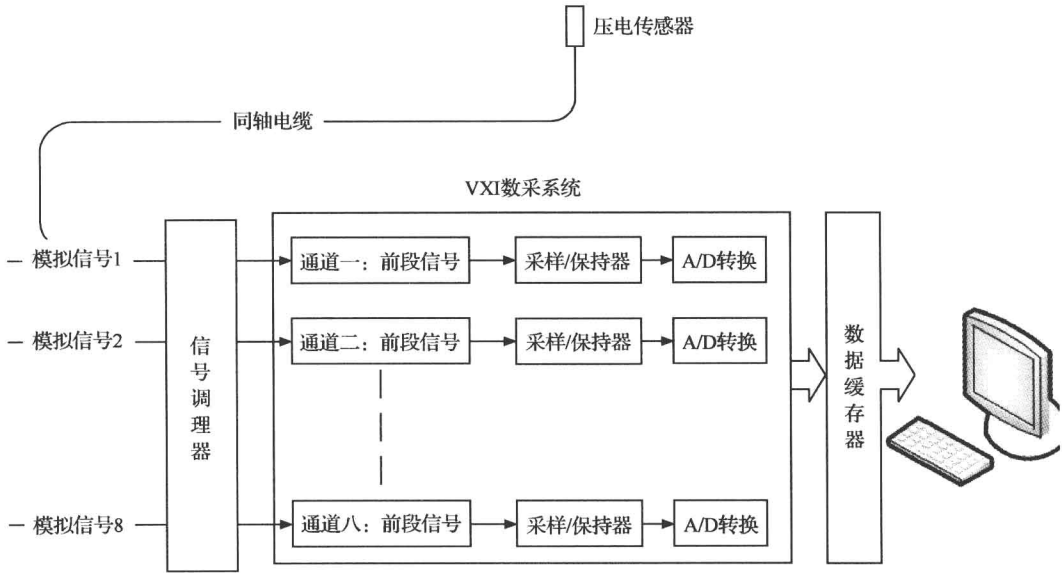 压电传感器
同轴电缆
VXI数采系统
模拟信号1
通道一：前段信号
采样/保持器
A/D转换
模拟信号2
通道二：前段信号
采样/保持器
A/D转换
信号调理器
数据缓存器
模拟信号8
通道八：前段信号
采样/保持器
A/D转换